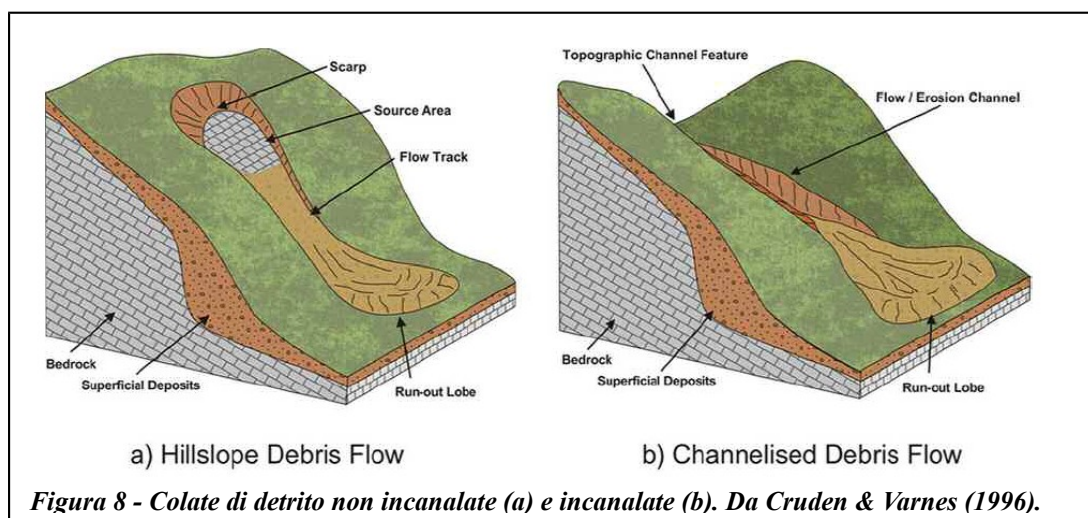 Scarp
Source Area
Flow Track
Bedrock
Superficial Deposits
Run-out Lobe
a) Hillslope Debris Flow
Topographic Channel Feature
Flow / Erosion Channel
Bedrock
Superficial Deposits
Run-out Lobe
b) Channelised Debris Flow
Figura 8 - Colate di detrito non incanalate (a) e incanalate (b). Da Cruden & Varnes (1996).